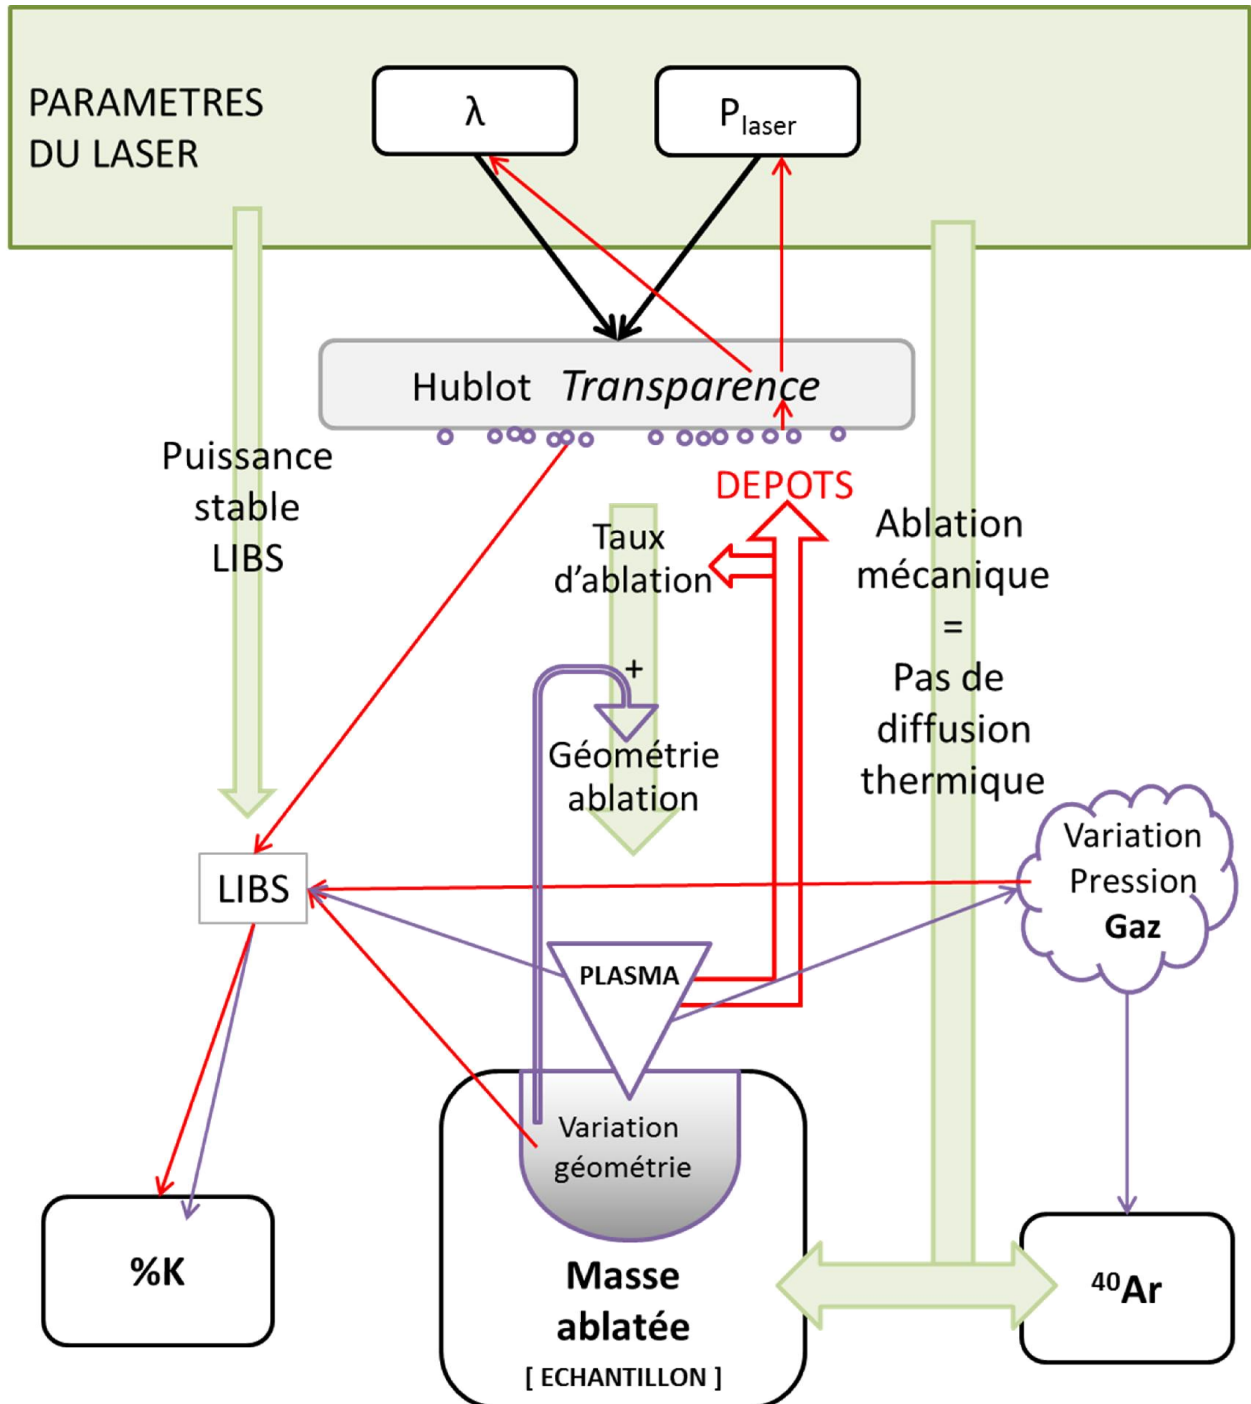 PARAMETRES
DU LASER
λ
P_laser
Hublot Transparence
Puissance
stable
LIBS
DEPOTS
Taux
d’ablation
+
Géométrie
ablation
Ablation
mécanique
=
Pas de
diffusion
thermique
Variation
Pression
Gaz
LIBS
PLASMA
Variation
géométrie
%K
Masse
ablatée
[ ECHANTILLON ]
⁴⁰Ar